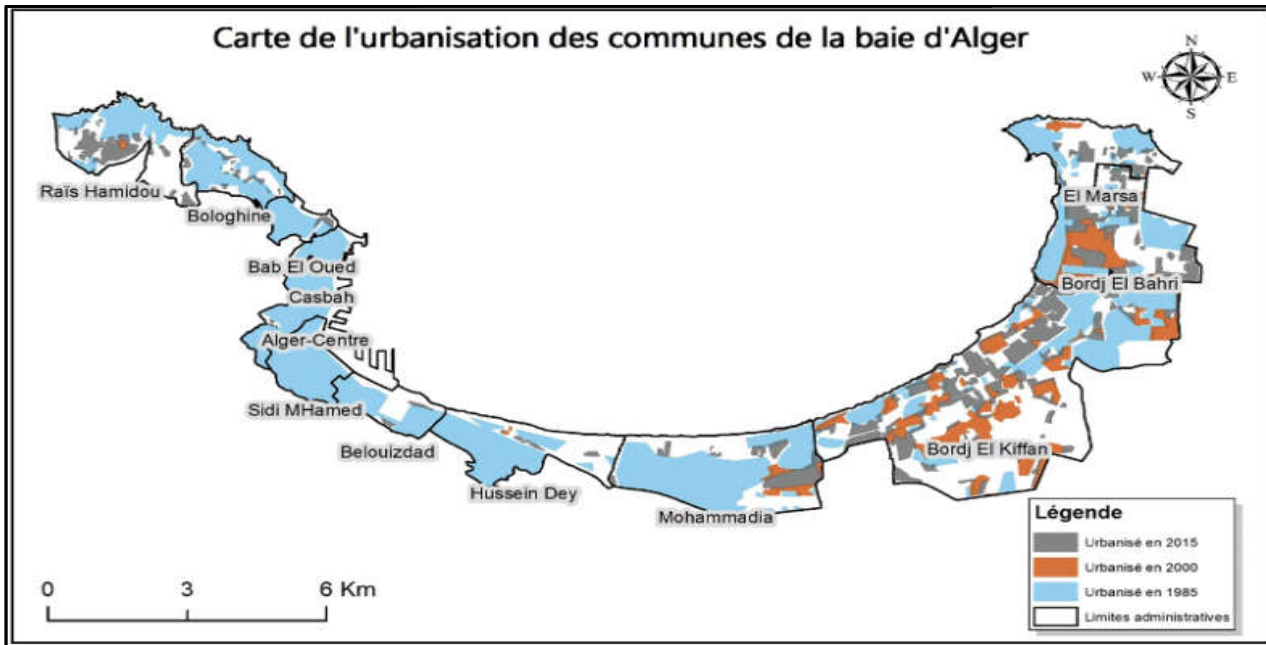 Carte de l'urbanisation des communes de la baie d'Alger
N
W
E
S
Raïs Hamidou
Bologhine
Bab El Oued
Casbah
Alger-Centre
Sidi MHamed
Belouizdad
Hussein Dey
Mohammadia
El Marsa
Bordj El Bahri
Bordj El Kiffan
Légende
Urbanisé en 2015
Urbanisé en 2000
Urbanisé en 1985
Limites administratives
0 3 6 Km